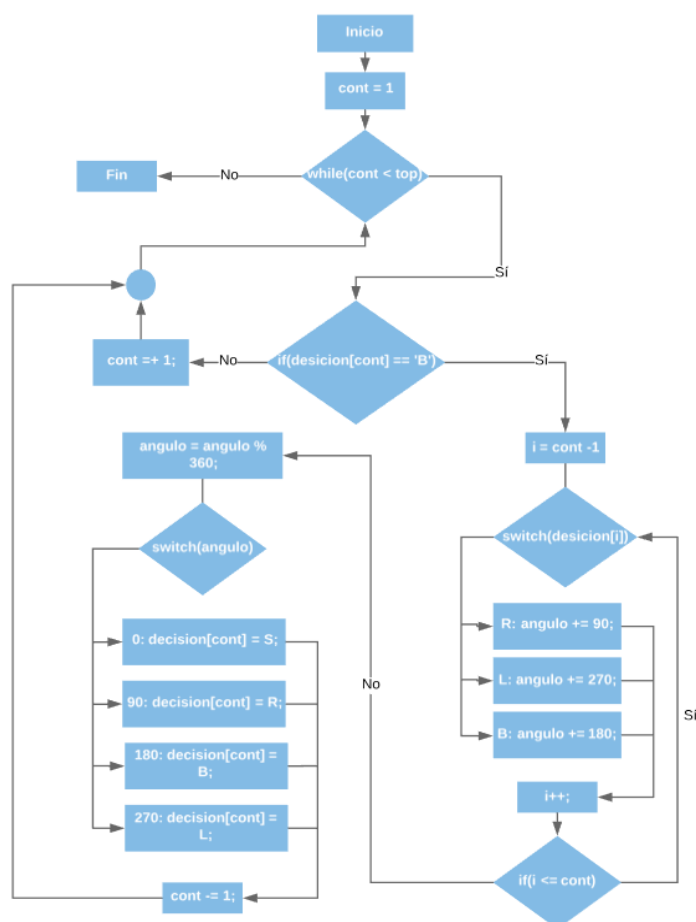 Inicio
cont = 1
while(cont < top)
No
Fin
Sí
if(desicion[cont] == 'B')
No
cont =+ 1;
Sí
i = cont -1
angulo = angulo %
360;
switch(angulo)
switch(desicion[i])
0: decision[cont] = S;
90: decision[cont] = R;
180: decision[cont] =
B;
270: decision[cont] =
L;
cont -= 1;
R: angulo += 90;
L: angulo += 270;
B: angulo += 180;
i++;
if(i <= cont)
No
Sí